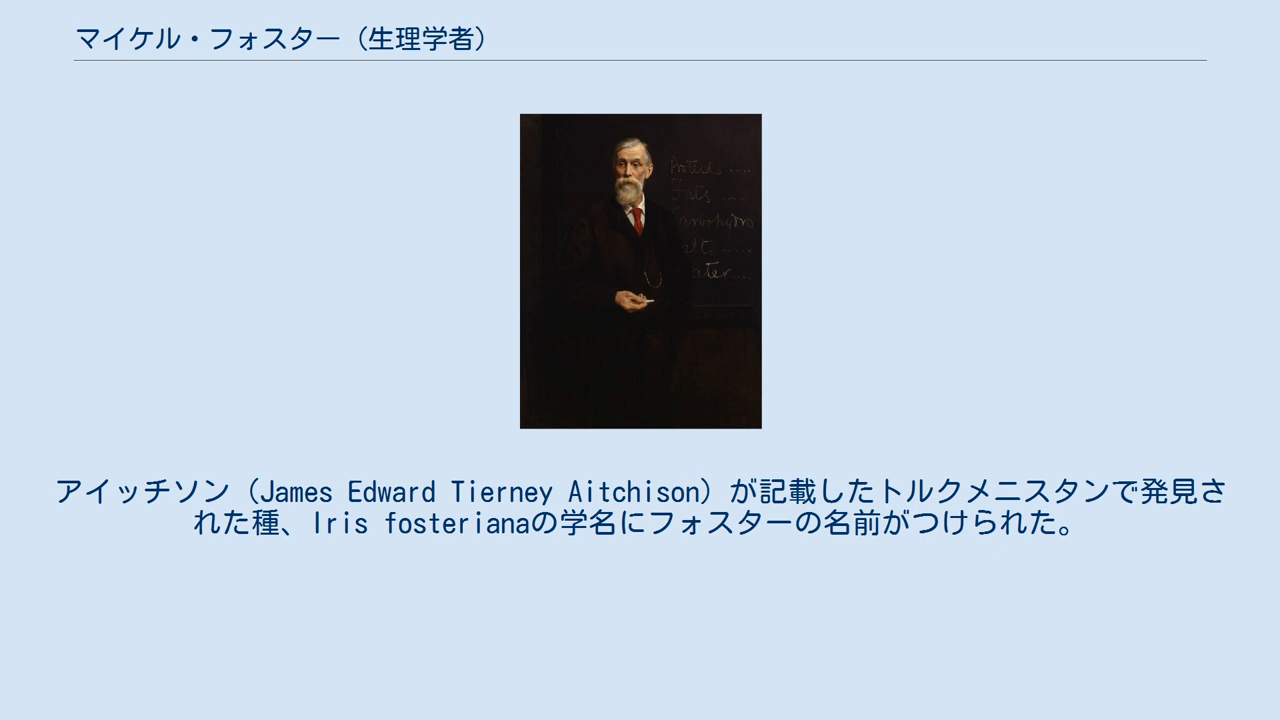 マイケル・フォスター（生理学者）
Proteids ....
Fats ....
ater ....
アイッチソン（James Edward Tierney Aitchison）が記載したトルクメニスタンで発見さ
れた種、Iris fosterianaの学名にフォスターの名前がつけられた。